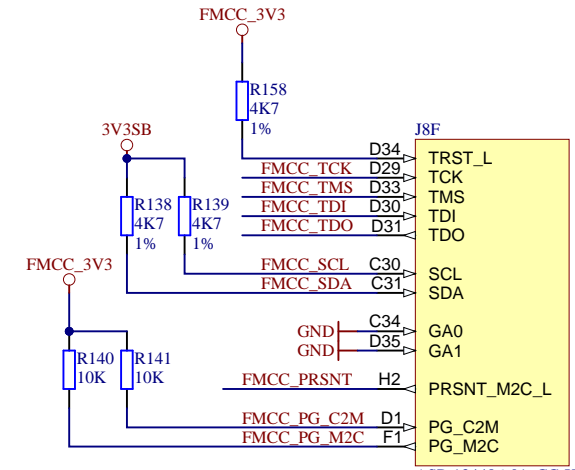 FMCC_3V3
R158
4K7
1%
J8F
3V3SB
D34 TRST_L
FMCC_TCK D29 TCK
FMCC_TMS D33 TMS
R138
4K7
1%
R139
4K7
1%
FMCC_TDI D30 TDI
FMCC_TDO D31 TDO
FMCC_3V3
FMCC_SCL C30 SCL
FMCC_SDA C31 SDA
GND C34 GA0
GND D35 GA1
R140
10K
R141
10K
FMCC_PRSNT H2 PRSNT_M2C_L
FMCC_PG_C2M D1 PG_C2M
FMCC_PG_M2C F1 PG_M2C